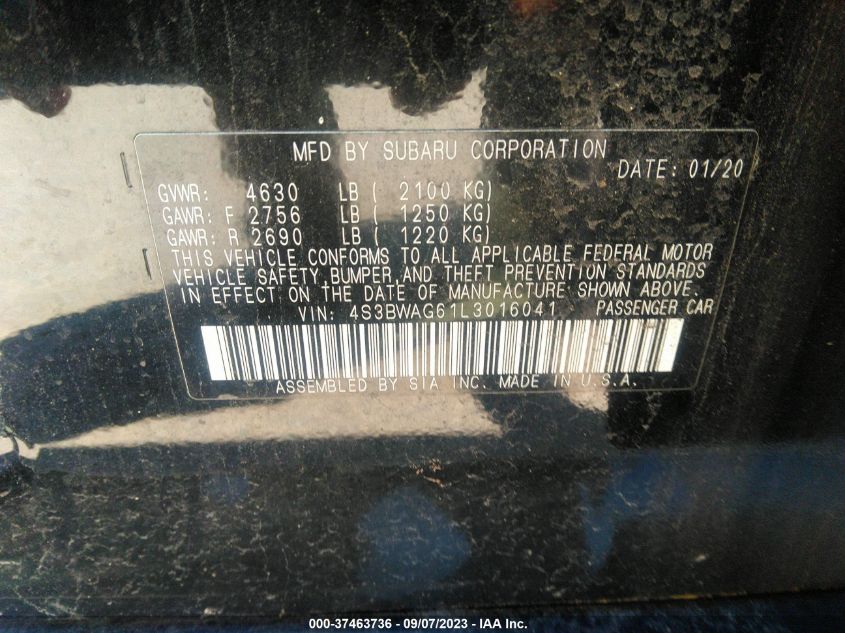 MFD BY SUBARU CORPORATION
DATE: 01/20
GVWR: 4630 LB ( 2100 KG)
GAWR: F 2756 LB ( 1250 KG)
GAWR: R 2690 LB ( 1220 KG)
THIS VEHICLE CONFORMS TO ALL APPLICABLE FEDERAL MOTOR
VEHICLE SAFETY, BUMPER, AND THEFT PREVENTION STANDARDS
IN EFFECT ON THE DATE OF MANUFACTURE SHOWN ABOVE.
VIN: 4S3BWAG61L3016041 PASSENGER CAR
ASSEMBLED BY SIA INC. MADE IN U.S.A.
000-37463736 - 09/07/2023 - IAA Inc.